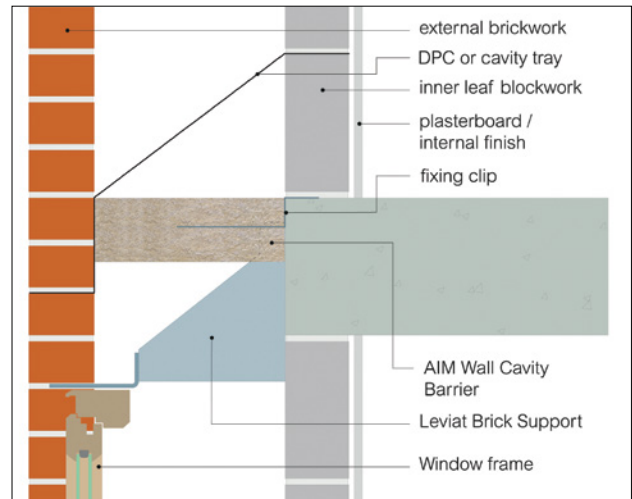 external brickwork
DPC or cavity tray
inner leaf blockwork
plasterboard /
internal finish
fixing clip
AIM Wall Cavity
Barrier
Leviat Brick Support
Window frame